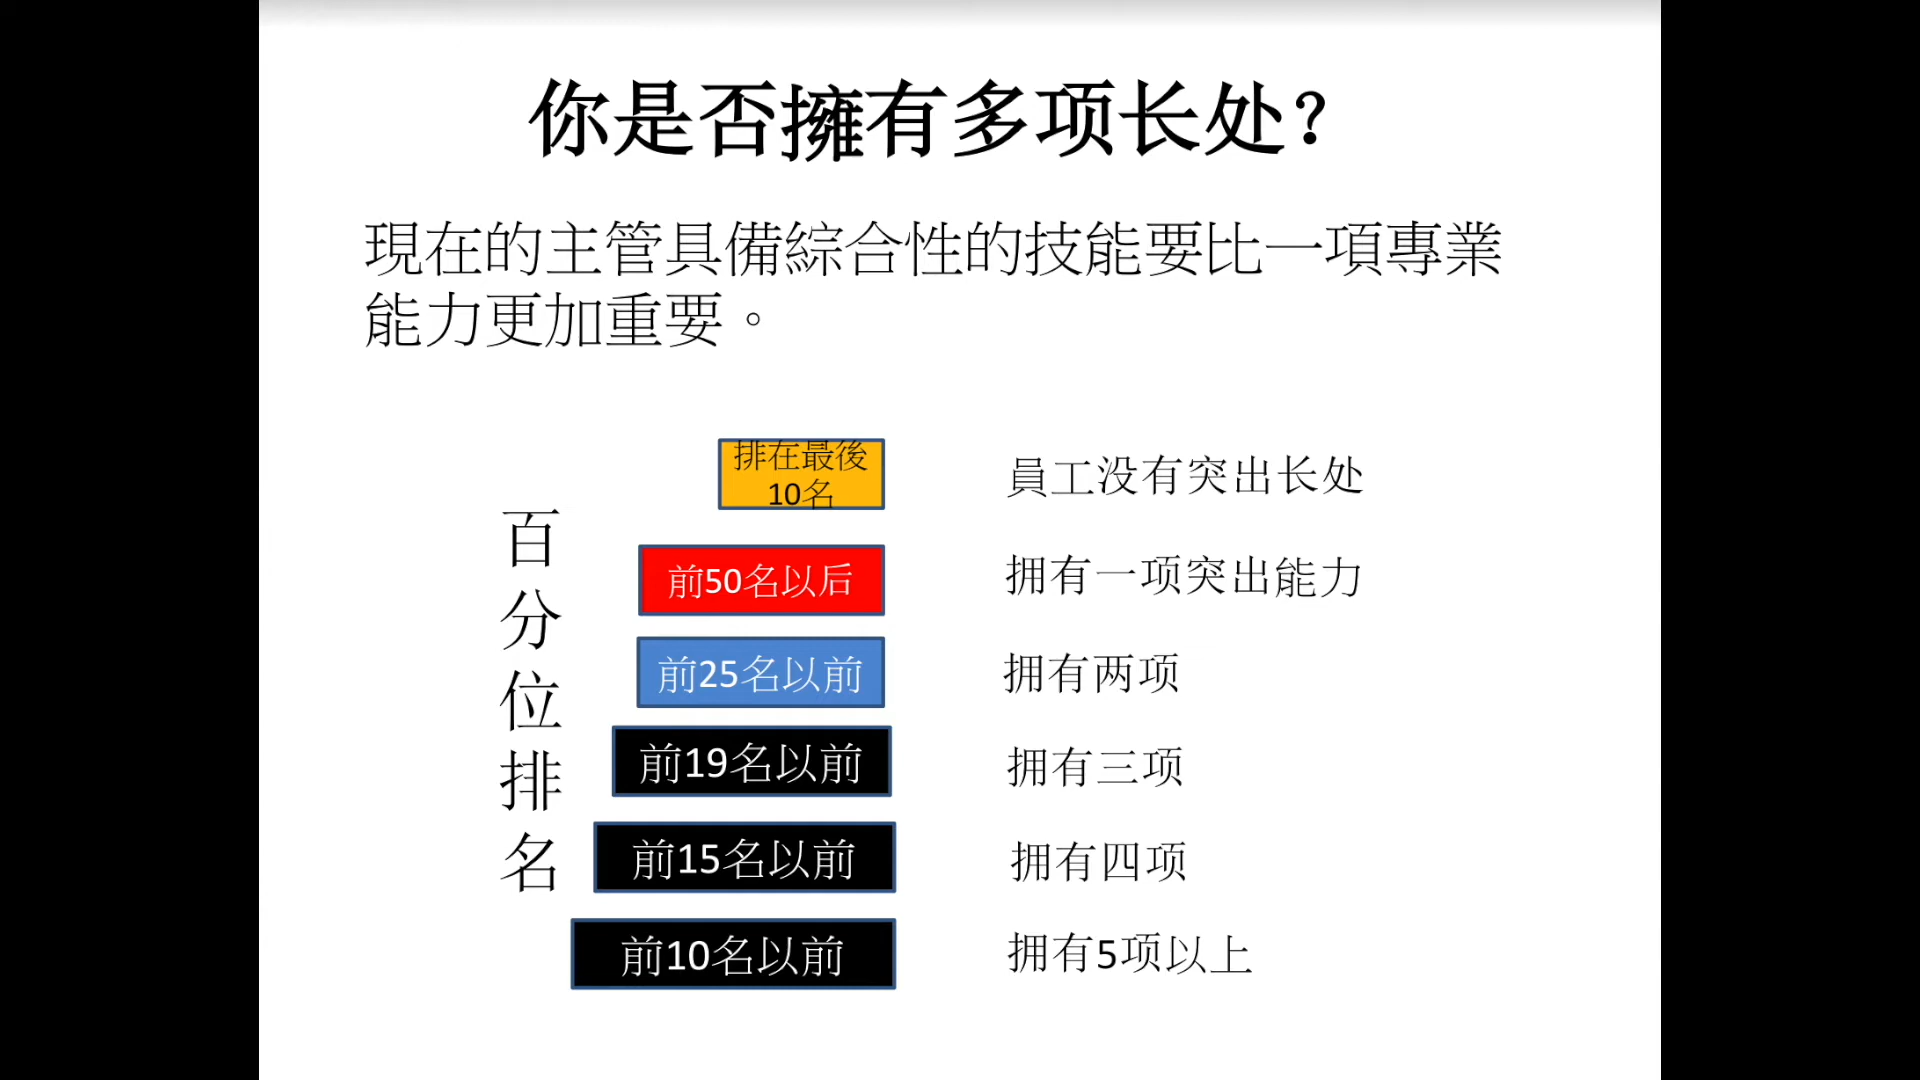 你是否擁有多项长处?
現在的主管具備綜合性的技能要比一項專業
能力更加重要。
百分位排名
排在最後
10名
員工没有突出长处
前50名以后
拥有一项突出能力
前25名以前
拥有两项
前19名以前
拥有三项
前15名以前
拥有四项
前10名以前
拥有5项以上